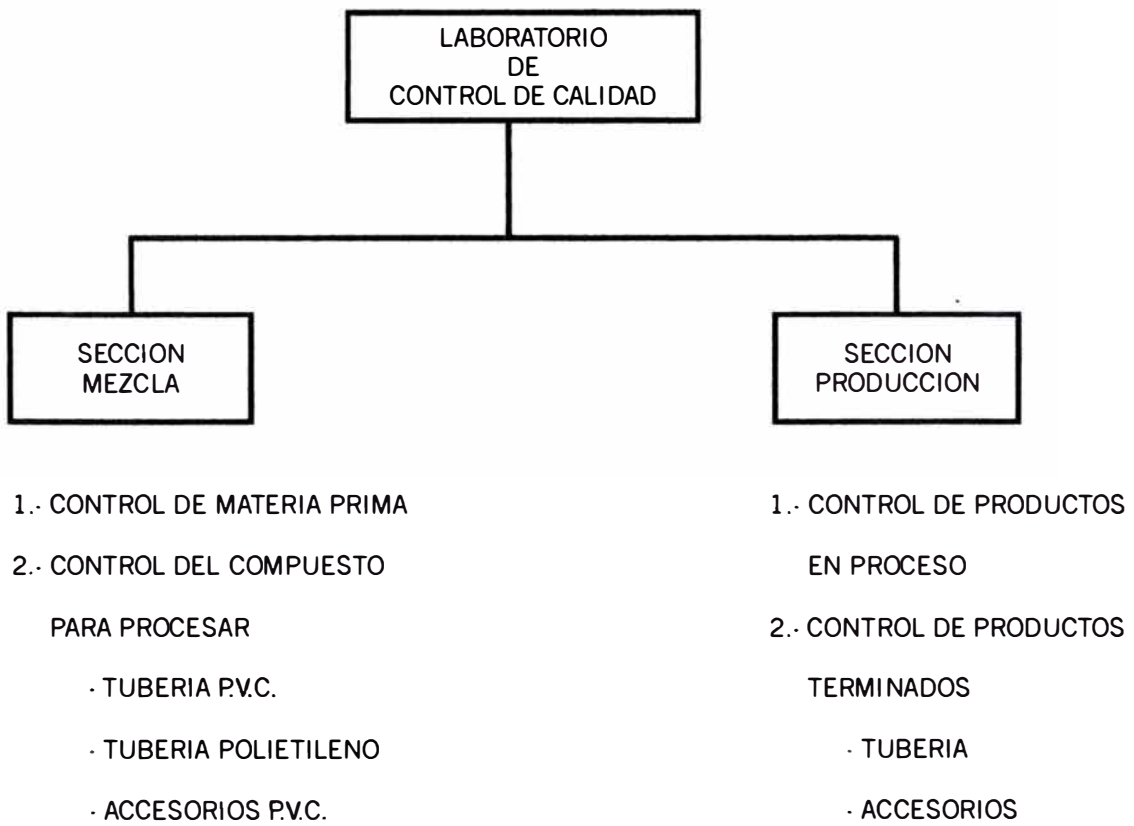 LABORATORIO
DE
CONTROL DE CALIDAD
SECCION
MEZCLA
SECCION
PRODUCCION
1.- CONTROL DE MATERIA PRIMA
2.- CONTROL DEL COMPUESTO
PARA PROCESAR
- TUBERIA P.V.C.
- TUBERIA POLIETILENO
- ACCESORIOS P.V.C.
1.- CONTROL DE PRODUCTOS
EN PROCESO
2.- CONTROL DE PRODUCTOS
TERMINADOS
- TUBERIA
- ACCESORIOS